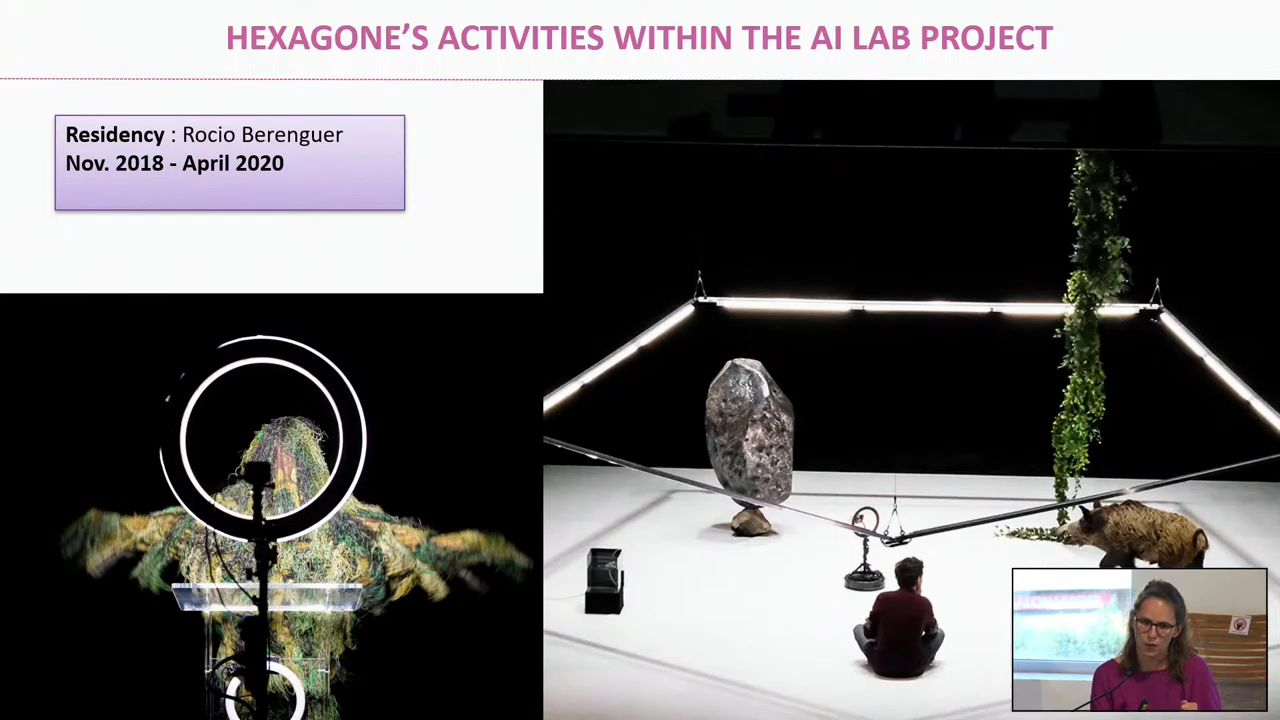 HEXAGONE’S ACTIVITIES WITHIN THE AI LAB PROJECT
Residency : Rocio Berenguer
Nov. 2018 - April 2020